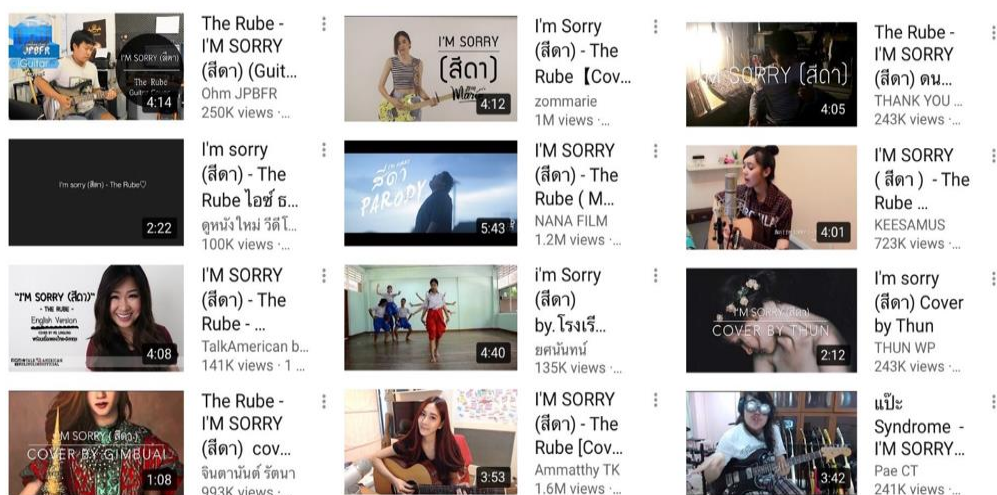 JPBFR
iGuitar
I'M SORRY (สีดา)
The Rube
4:14
The Rube -
I'M SORRY
(สีดา) (Guit...
Ohm JPBFR
250K views ·...
I'M SORRY
(สีดา)
4:12
I'm Sorry
(สีดา) - The
Rube【Cov...
zommarie
1M views ·...
I'M SORRY (สีดา)
4:05
The Rube -
I'M SORRY
(สีดา) ดน...
THANK YOU ...
243K views ·...
I'm sorry (สีดา) - The Rube♡
2:22
I'm sorry
(สีดา) - The
Rube ไอซ์ ธ...
ดูหนังใหม่ วีดีโ...
100K views ·...
สีดา
PARODY
5:43
I'M SORRY
(สีดา) - The
Rube ( M...
NANA FILM
1.2M views ·...
4:01
I'M SORRY
( สีดา ) - The
Rube ...
KEESAMUS
723K views ·...
"I'M SORRY (สีดา)"
- THE RUBE -
English Version
4:08
I'M SORRY
(สีดา) - The
Rube - ...
TalkAmerican b...
141K views · 1 ...
4:40
i'm Sorry
(สีดา)
by.โรงเรี...
ยศนันทน์
135K views ·...
I'M SORRY (สีดา)
COVER BY THUN
2:12
I'm sorry
(สีดา) Cover
by Thun
THUN WP
243K views ·...
I'M SORRY ( สีดา )
COVER BY GIMBUAI
1:08
The Rube -
I'M SORRY
(สีดา) cov...
จินตานันต์ รัตนา
993K views ·...
3:53
I'M SORRY
(สีดา) - The
Rube [Cov...
Ammatthy TK
1.6M views ·...
3:42
แป๊ะ
Syndrome -
I'M SORRY...
Pae CT
241K views ·...